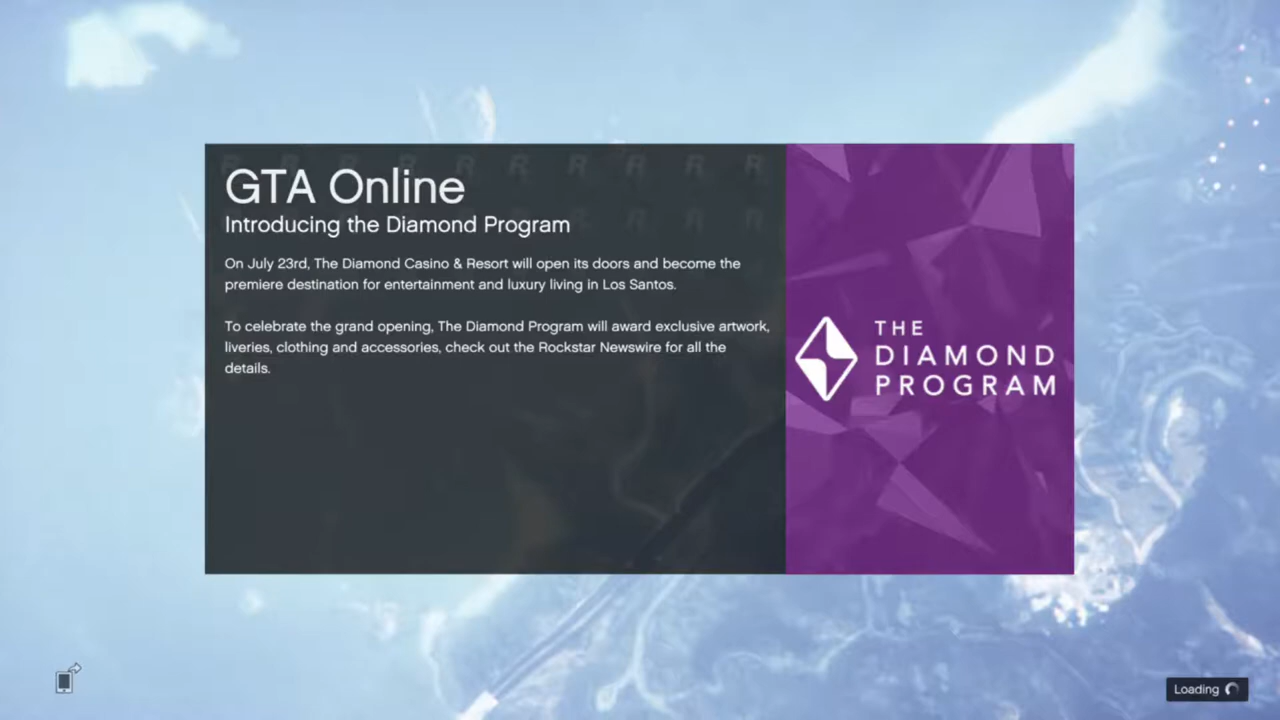 GTA Online
Introducing the Diamond Program
On July 23rd, The Diamond Casino & Resort will open its doors and become the
premiere destination for entertainment and luxury living in Los Santos.
To celebrate the grand opening, The Diamond Program will award exclusive artwork,
liveries, clothing and accessories, check out the Rockstar Newswire for all the
details.
THE
DIAMOND
PROGRAM
Loading